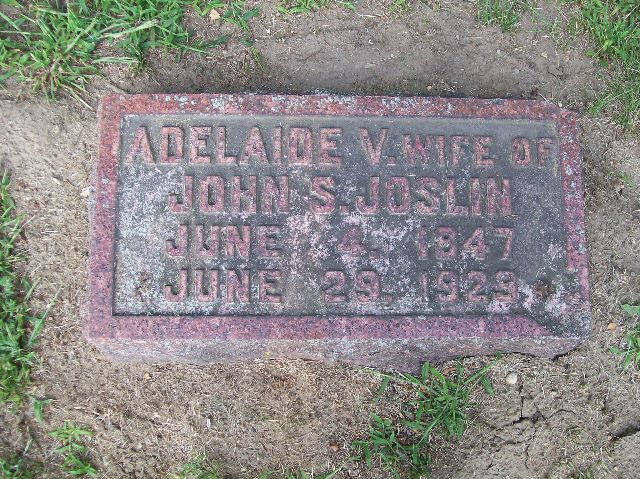 ADELAIDE V. WIFE OF
JOHN S. JOSLIN
JUNE 4. 1847
JUNE 29. 1929